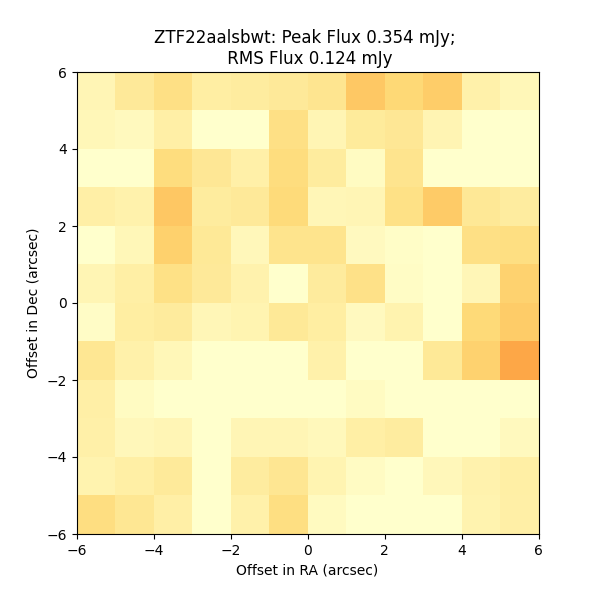 ZTF22aalsbwt: Peak Flux 0.354 mJy;
RMS Flux 0.124 mJy
6
4
2
0
−2
−4
−6
Offset in Dec (arcsec)
−6 −4 −2 0 2 4 6
Offset in RA (arcsec)